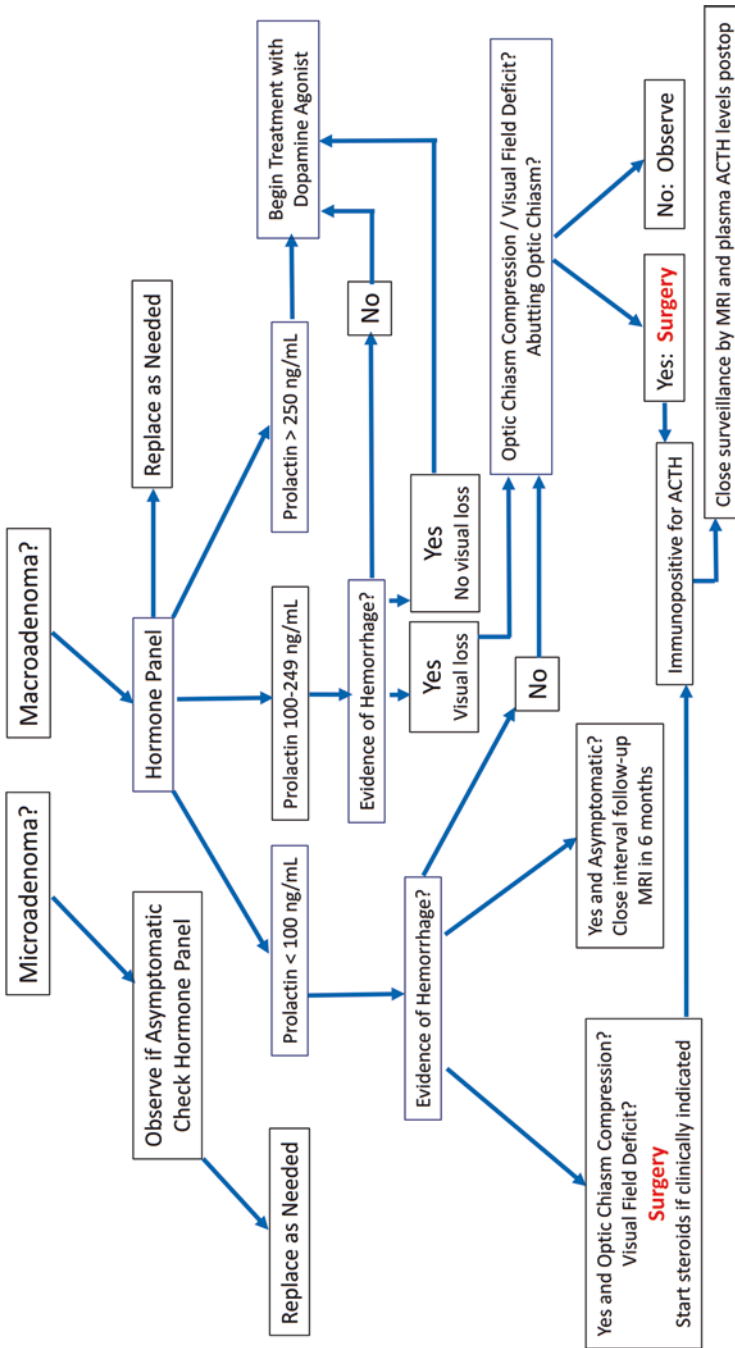 Microadenoma?
Macroadenoma?
Observe if Asymptomatic
Check Hormone Panel
Hormone Panel
Replace as Needed
Replace as Needed
Prolactin < 100 ng/mL
Prolactin 100-249 ng/mL
Prolactin > 250 ng/mL
Begin Treatment with
Dopamine Agonist
Evidence of Hemorrhage?
No
Evidence of Hemorrhage?
Yes
Visual loss
Yes
No visual loss
No
Optic Chiasm Compression / Visual Field Deficit?
Abutting Optic Chiasm?
Yes and Optic Chiasm Compression?
Visual Field Deficit?
Surgery
Start steroids if clinically indicated
Yes and Asymptomatic?
Close interval follow-up
MRI in 6 months
Yes: Surgery
No: Observe
Immunopositive for ACTH
Close surveillance by MRI and plasma ACTH levels postop